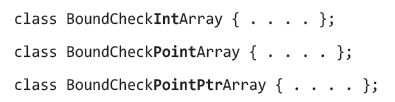 class BoundCheckIntArray { . . . . };
class BoundCheckPointArray { . . . . };
class BoundCheckPointPtrArray { . . . . };